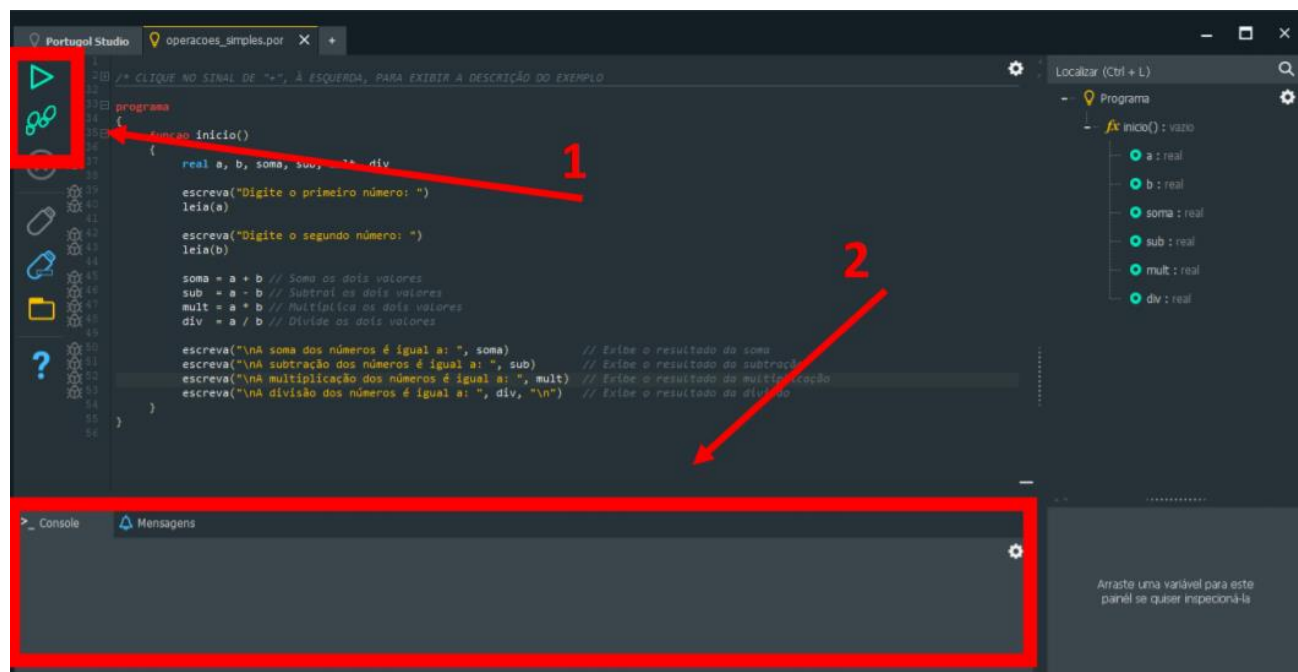 Portugol Studio
operacoes_simples.por
+
Localizar (Ctrl + L)
/* CLIQUE NO SINAL DE "+", À ESQUERDA, PARA EXIBIR A DESCRIÇÃO DO EXEMPLO
programa
{
funcao inicio()
{
real a, b, soma, sub, mult, div
escreva("Digite o primeiro número: ")
leia(a)
escreva("Digite o segundo número: ")
leia(b)
soma = a + b // Soma os dois valores
sub = a - b // Subtrai os dois valores
mult = a * b // Multiplica os dois valores
div = a / b // Divide os dois valores
escreva("\nA soma dos números é igual a: ", soma) // Exibe o resultado da soma
escreva("\nA subtração dos números é igual a: ", sub) // Exibe o resultado da subtração
escreva("\nA multiplicação dos números é igual a: ", mult) // Exibe o resultado da multiplicação
escreva("\nA divisão dos números é igual a: ", div, "\n") // Exibe o resultado da divisão
}
}
1
2
?
Programa
fx inicio() : vazio
a : real
b : real
soma : real
sub : real
mult : real
div : real
>_ Console
Mensagens
Arraste uma variável para este
painél se quiser inspecioná-la